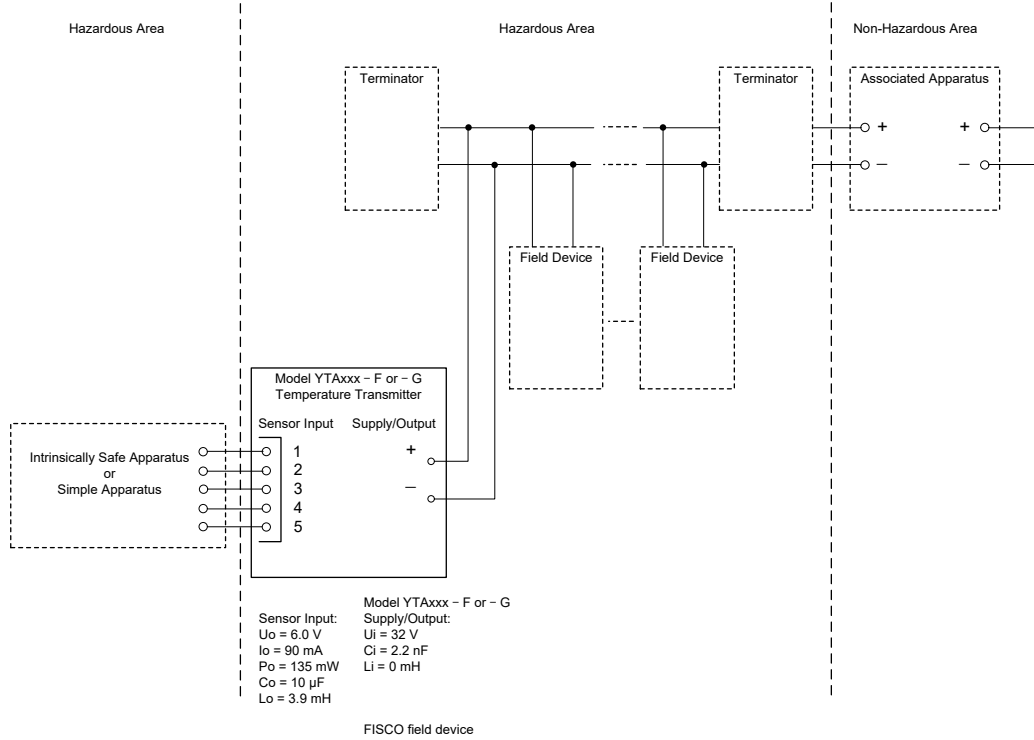 Hazardous Area
Hazardous Area
Non-Hazardous Area
Terminator
Terminator
Associated Apparatus
+
+
−
−
Field Device
Field Device
Model YTAxxx − F or − G
Temperature Transmitter
Sensor Input
Supply/Output
Intrinsically Safe Apparatus
or
Simple Apparatus
1
2
3
4
5
+
−
Model YTAxxx − F or − G
Sensor Input:
Uo = 6.0 V
Io = 90 mA
Po = 135 mW
Co = 10 µF
Lo = 3.9 mH
Supply/Output:
Ui = 32 V
Ci = 2.2 nF
Li = 0 mH
FISCO field device